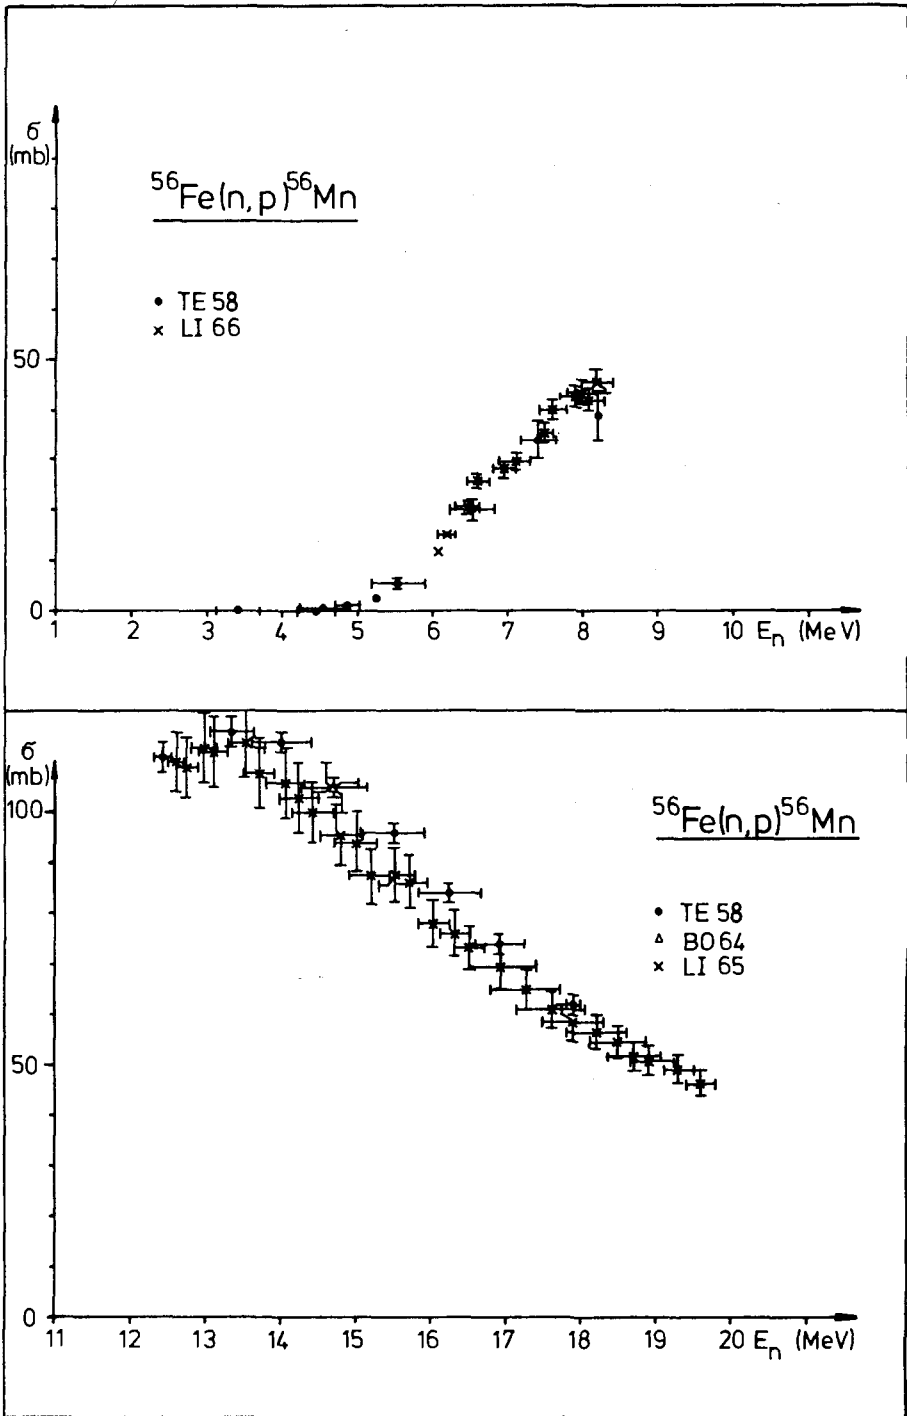 σ
(mb)
⁵⁶Fe(n,p)⁵⁶Mn
• TE 58
× LI 66
50
0
1 2 3 4 5 6 7 8 9 10 Eₙ (MeV)
σ
(mb)
100
⁵⁶Fe(n,p)⁵⁶Mn
• TE 58
△ BO 64
× LI 65
50
0
11 12 13 14 15 16 17 18 19 20 Eₙ (MeV)